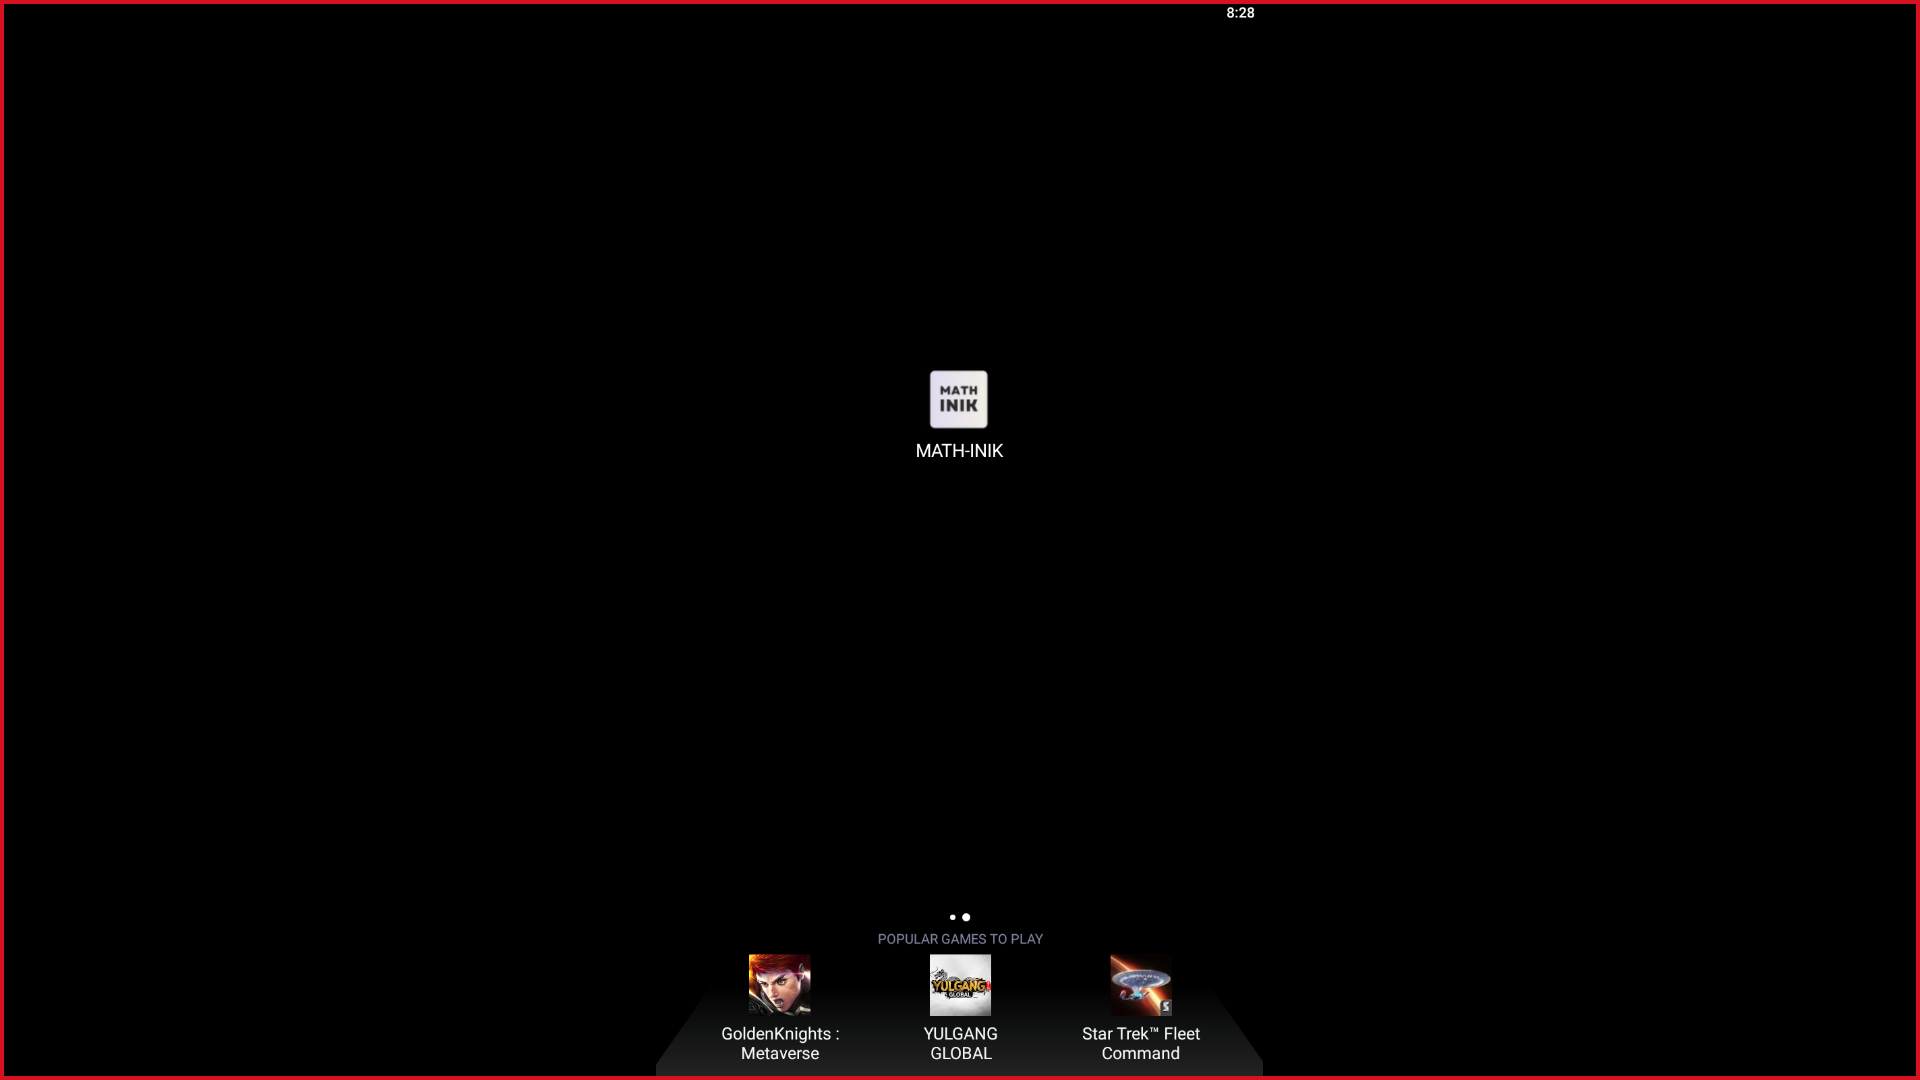 8:28
MATH
INIK
MATH-INIK
POPULAR GAMES TO PLAY
YULGANG
GLOBAL
GoldenKnights :
Metaverse
YULGANG
GLOBAL
Star Trek™ Fleet
Command